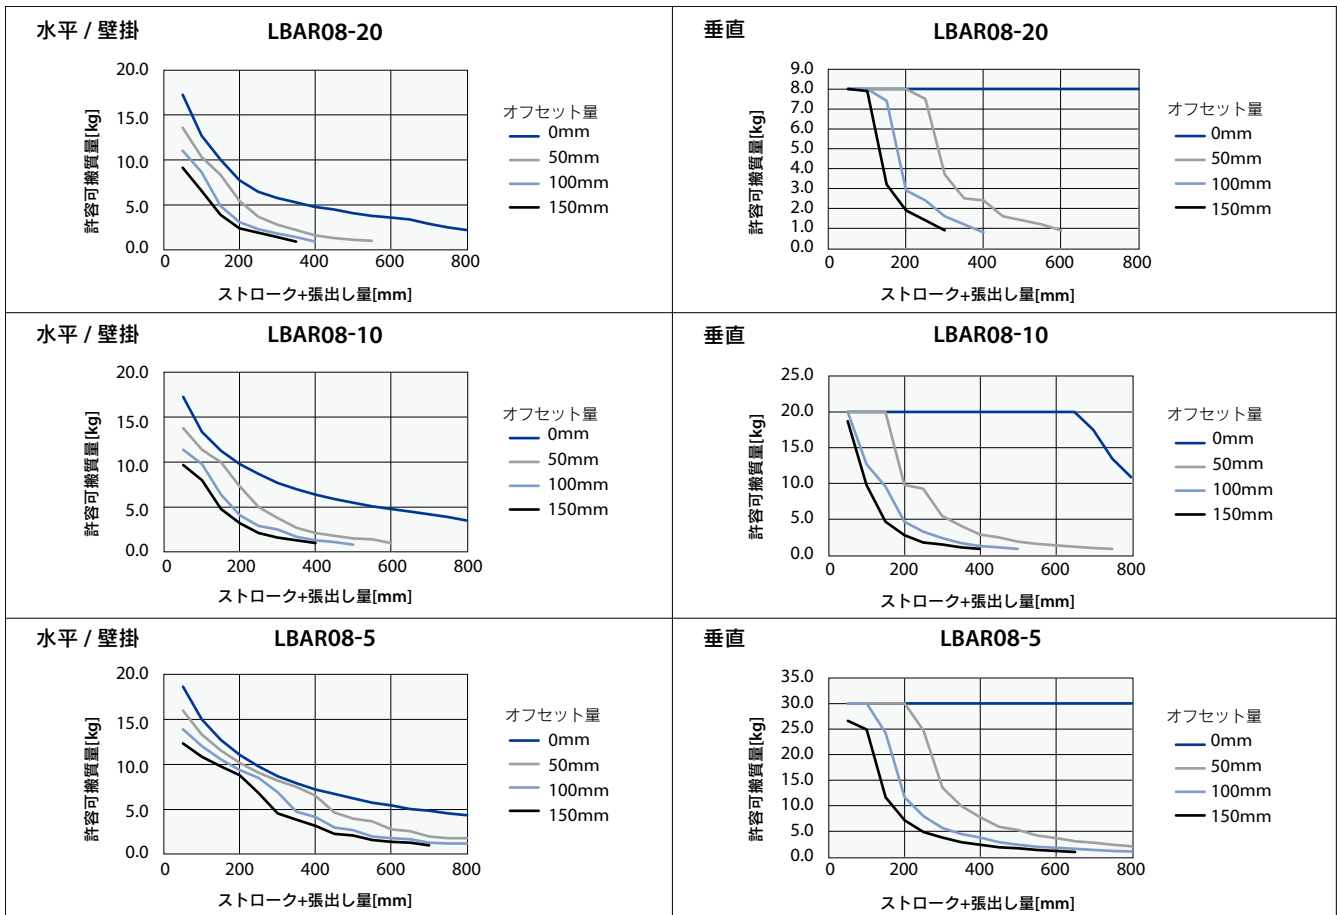 水平 / 壁掛
LBAR08-20
許容可搬質量[kg]
20.0
15.0
10.0
5.0
0.0
0
200
400
600
800
ストローク+張出し量[mm]
オフセット量
0mm
50mm
100mm
150mm
垂直
LBAR08-20
許容可搬質量[kg]
9.0
8.0
7.0
6.0
5.0
4.0
3.0
2.0
1.0
0.0
0
200
400
600
800
ストローク+張出し量[mm]
オフセット量
0mm
50mm
100mm
150mm
水平 / 壁掛
LBAR08-10
許容可搬質量[kg]
20.0
15.0
10.0
5.0
0.0
0
200
400
600
800
ストローク+張出し量[mm]
オフセット量
0mm
50mm
100mm
150mm
垂直
LBAR08-10
許容可搬質量[kg]
25.0
20.0
15.0
10.0
5.0
0.0
0
200
400
600
800
ストローク+張出し量[mm]
オフセット量
0mm
50mm
100mm
150mm
水平 / 壁掛
LBAR08-5
許容可搬質量[kg]
20.0
15.0
10.0
5.0
0.0
0
200
400
600
800
ストローク+張出し量[mm]
オフセット量
0mm
50mm
100mm
150mm
垂直
LBAR08-5
許容可搬質量[kg]
35.0
30.0
25.0
20.0
15.0
10.0
5.0
0.0
0
200
400
600
800
ストローク+張出し量[mm]
オフセット量
0mm
50mm
100mm
150mm